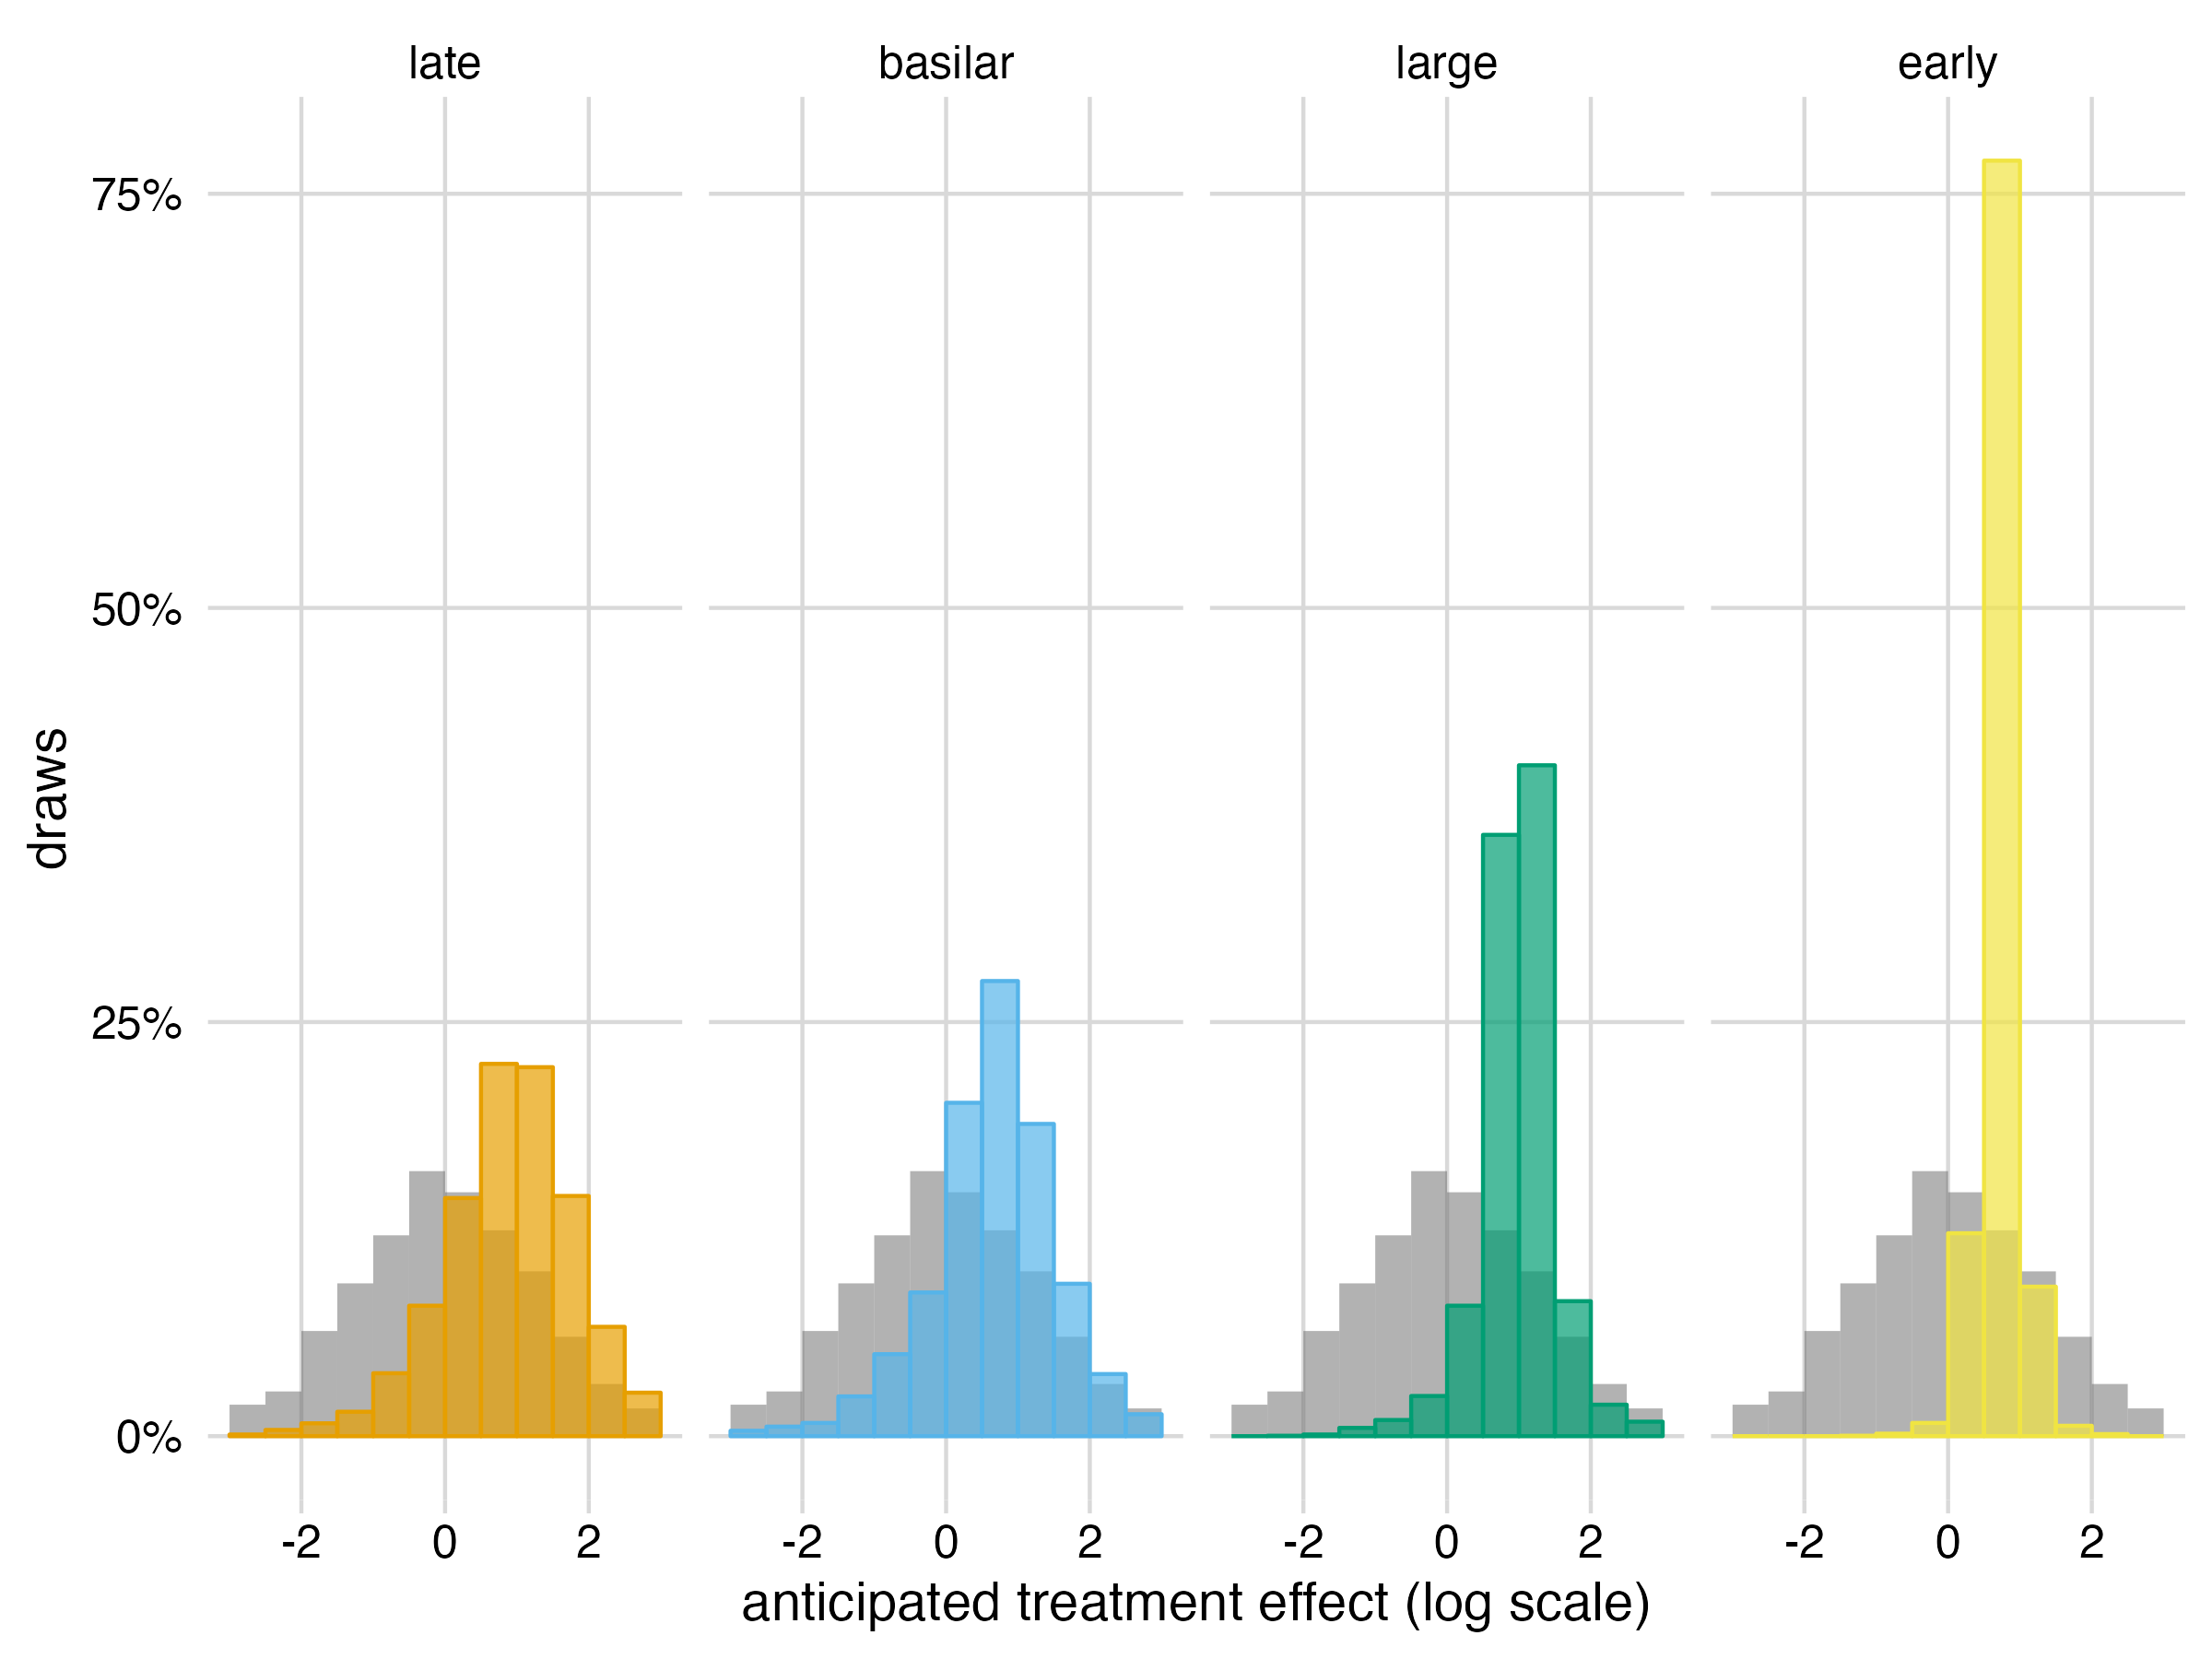 late basilar large early
75%
50%
25%
0%
draws
-2 0 2 -2 0 2 -2 0 2 -2 0 2
anticipated treatment effect (log scale)